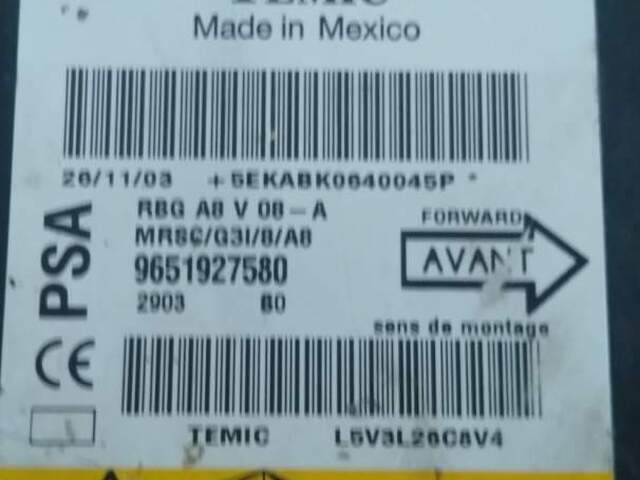 TEMIC
Made in Mexico
26/11/03 +5EKABK0640045P *
PSA
RBG A8 V 08-A
MRSC/G3I/8/A8
9651927580
2903 80
FORWARD
AVANT
sens de montage
CE
TEMIC L5V3L26C8V4